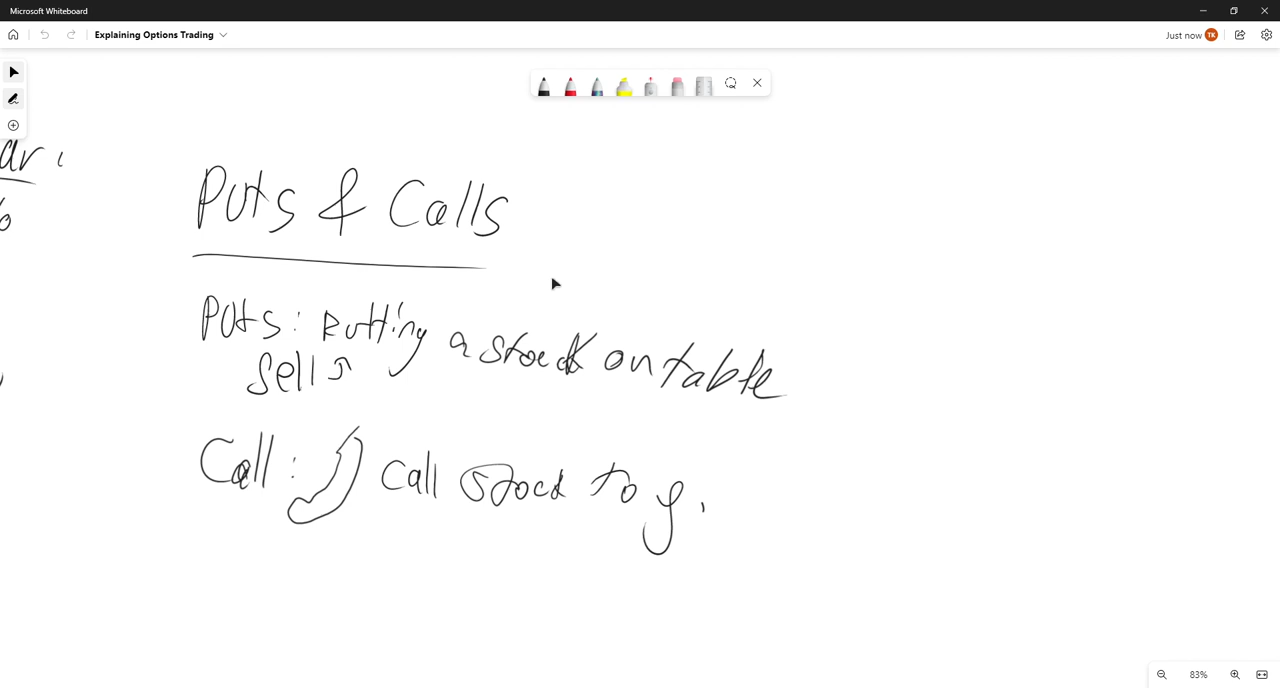 Microsoft Whiteboard
Explaining Options Trading
Just now TK
Puts & Calls
Puts: Putting a stock on table
Sell
Call: Call stock to
83%